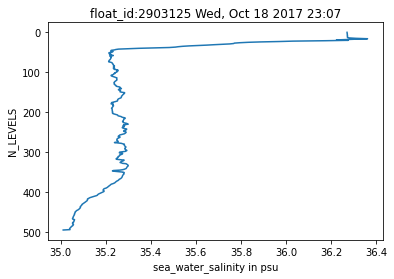 float_id:2903125 Wed, Oct 18 2017 23:07
0
100
200
300
400
500
N_LEVELS
35.0 35.2 35.4 35.6 35.8 36.0 36.2 36.4
sea_water_salinity in psu